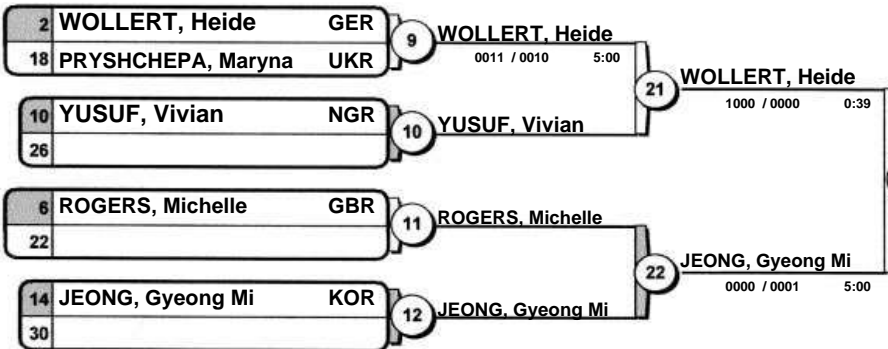 2 WOLLERT, Heide GER
18 PRYSHCHEPA, Maryna UKR
9 WOLLERT, Heide
0011 / 0010 5:00
10 YUSUF, Vivian NGR
26
10 YUSUF, Vivian
21 WOLLERT, Heide
1000 / 0000 0:39
6 ROGERS, Michelle GBR
22
11 ROGERS, Michelle
14 JEONG, Gyeong Mi KOR
30
12 JEONG, Gyeong Mi
22 JEONG, Gyeong Mi
0000 / 0001 5:00